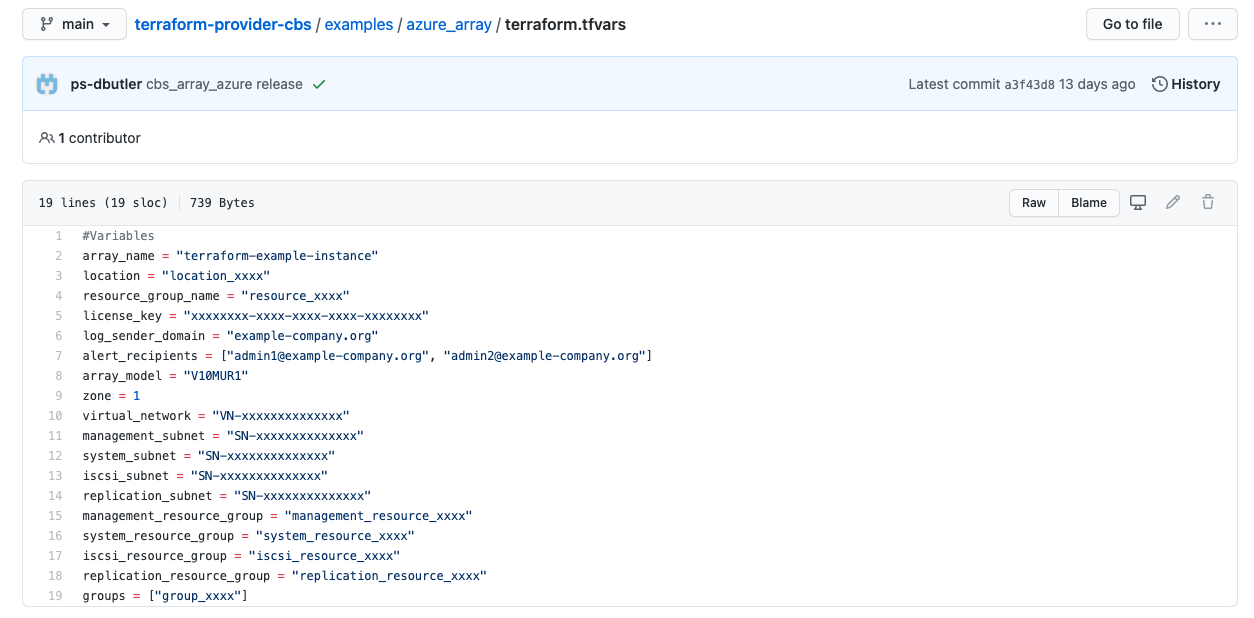 main terraform-provider-cbs / examples / azure_array / terraform.tfvars Go to file ...
ps-dbutler cbs_array_azure release Latest commit a3f43d8 13 days ago History
1 contributor
19 lines (19 sloc) 739 Bytes Raw Blame
1 #Variables
2 array_name = "terraform-example-instance"
3 location = "location_xxxx"
4 resource_group_name = "resource_xxxx"
5 license_key = "xxxxxxxx-xxxx-xxxx-xxxx-xxxxxxxx"
6 log_sender_domain = "example-company.org"
7 alert_recipients = ["admin1@example-company.org", "admin2@example-company.org"]
8 array_model = "V10MUR1"
9 zone = 1
10 virtual_network = "VN-xxxxxxxxxxxxxx"
11 management_subnet = "SN-xxxxxxxxxxxxxx"
12 system_subnet = "SN-xxxxxxxxxxxxxx"
13 iscsi_subnet = "SN-xxxxxxxxxxxxxx"
14 replication_subnet = "SN-xxxxxxxxxxxxxx"
15 management_resource_group = "management_resource_xxxx"
16 system_resource_group = "system_resource_xxxx"
17 iscsi_resource_group = "iscsi_resource_xxxx"
18 replication_resource_group = "replication_resource_xxxx"
19 groups = ["group_xxxx"]